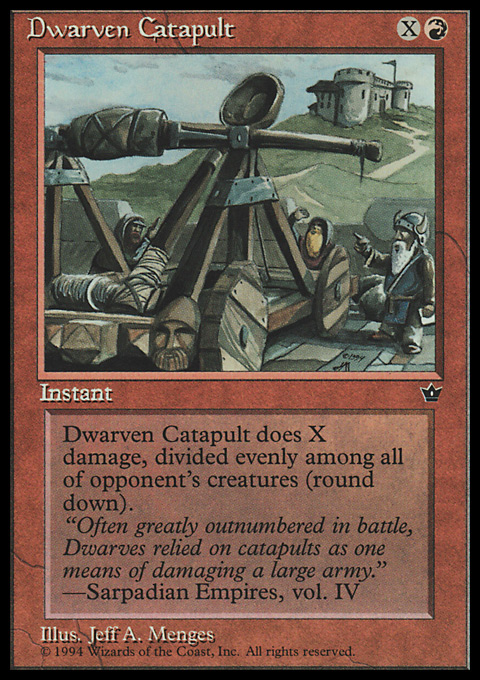 Dwarven Catapult X
Instant
Dwarven Catapult does X
damage, divided evenly among all
of opponent's creatures (round
down).
“Often greatly outnumbered in battle,
Dwarves relied on catapults as one
means of damaging a large army.”
—Sarpadian Empires, vol. IV
Illus. Jeff A. Menges
© 1994 Wizards of the Coast, Inc. All rights reserved.
©1994